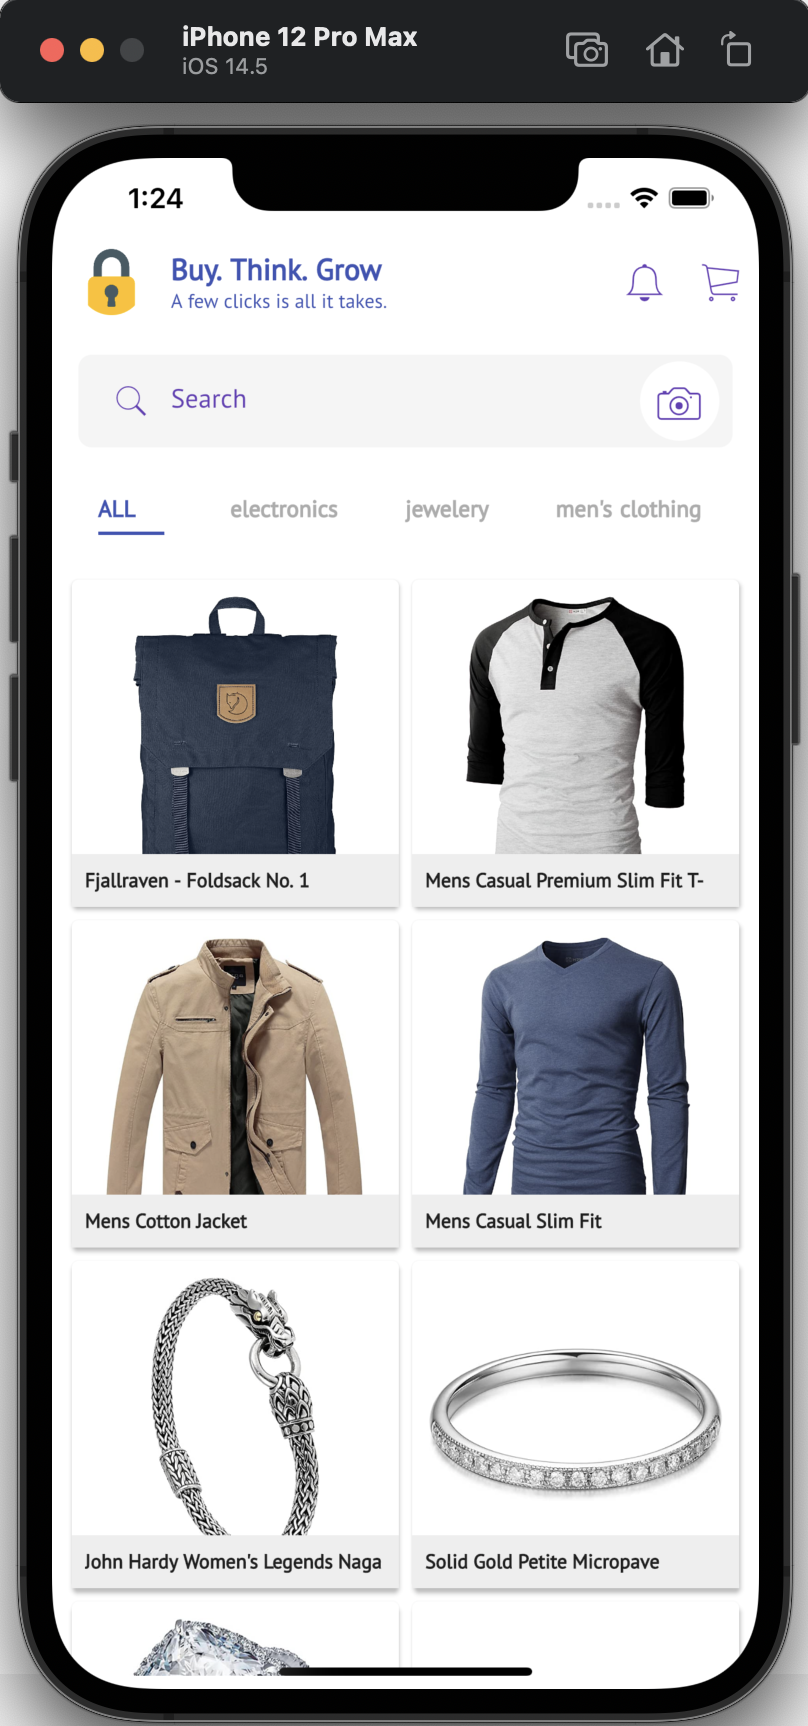 iPhone 12 Pro Max
iOS 14.5
1:24
Buy. Think. Grow
A few clicks is all it takes.
Search
ALL electronics jewelery men's clothing
Fjallraven - Foldsack No. 1
Mens Casual Premium Slim Fit T-
Mens Cotton Jacket
Mens Casual Slim Fit
John Hardy Women's Legends Naga
Solid Gold Petite Micropave